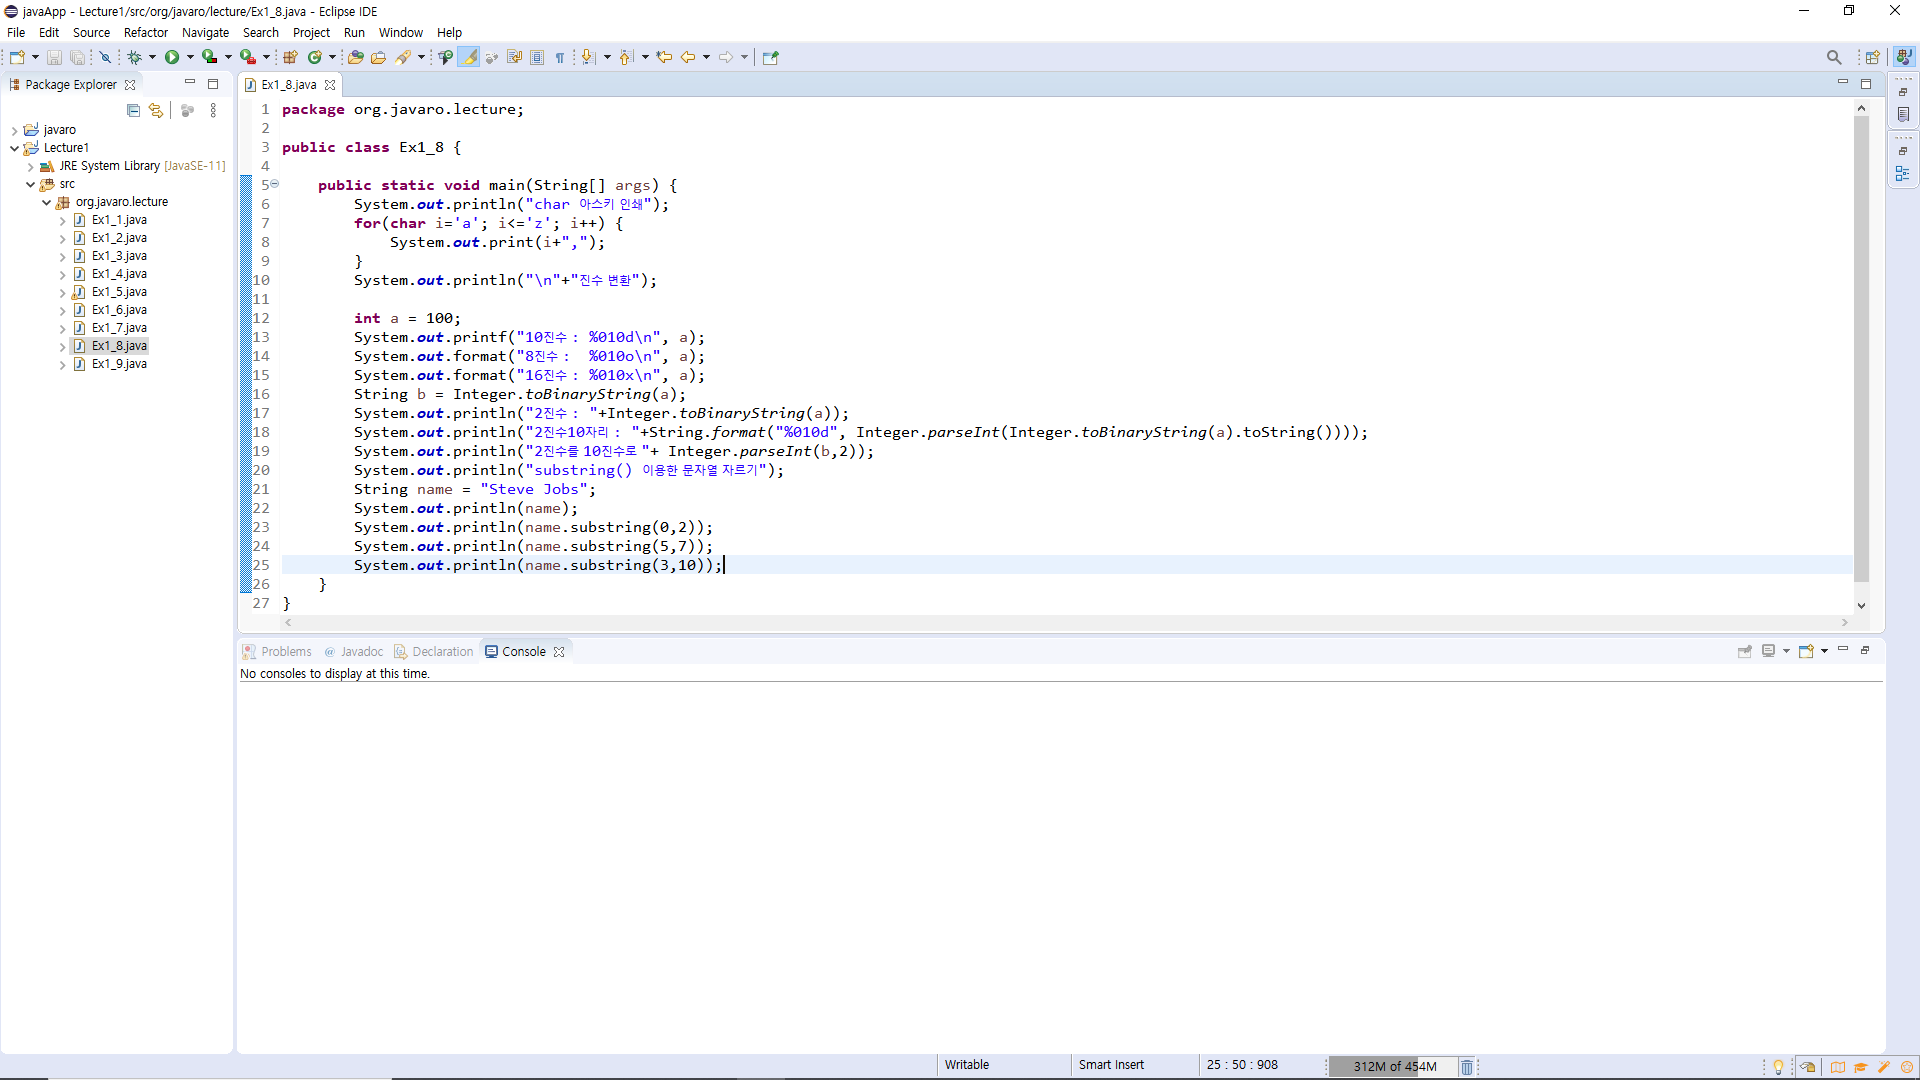 javaApp - Lecture1/src/org/javaro/lecture/Ex1_8.java - Eclipse IDE
File Edit Source Refactor Navigate Search Project Run Window Help
Package Explorer
javaro
Lecture1
JRE System Library [JavaSE-11]
src
org.javaro.lecture
Ex1_1.java
Ex1_2.java
Ex1_3.java
Ex1_4.java
Ex1_5.java
Ex1_6.java
Ex1_7.java
Ex1_8.java
Ex1_9.java
Ex1_8.java
1 package org.javaro.lecture;
2
3 public class Ex1_8 {
4
5     public static void main(String[] args) {
6         System.out.println("char 아스키 인쇄");
7         for(char i='a'; i<='z'; i++) {
8             System.out.print(i+",");
9         }
10         System.out.println("\n"+"진수 변환");
11
12         int a = 100;
13         System.out.printf("10진수 : %010d\n", a);
14         System.out.format("8진수 :  %010o\n", a);
15         System.out.format("16진수 : %010x\n", a);
16         String b = Integer.toBinaryString(a);
17         System.out.println("2진수 : "+Integer.toBinaryString(a));
18         System.out.println("2진수10자리 : "+String.format("%010d", Integer.parseInt(Integer.toBinaryString(a).toString())));
19         System.out.println("2진수를 10진수로 "+ Integer.parseInt(b,2));
20         System.out.println("substring() 이용한 문자열 자르기");
21         String name = "Steve Jobs";
22         System.out.println(name);
23         System.out.println(name.substring(0,2));
24         System.out.println(name.substring(5,7));
25         System.out.println(name.substring(3,10));
26     }
27 }
Problems @ Javadoc Declaration Console
No consoles to display at this time.
Writable Smart Insert 25 : 50 : 908 312M of 454M